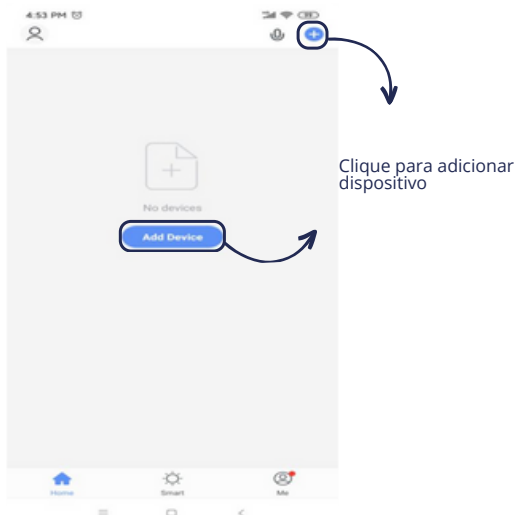 4:53 PM
Clique para adicionar
dispositivo
No devices
Add Device
Home
Smart
Me